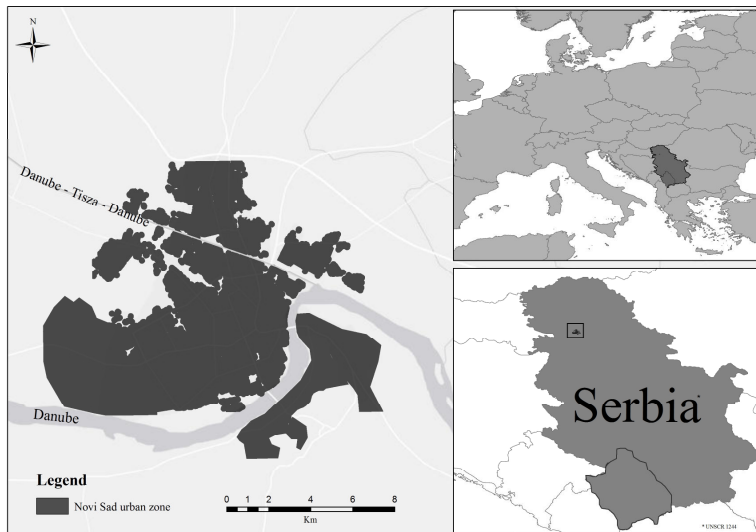 N
Danube - Tisza - Danube
Danube
Legend
Novi Sad urban zone
0 1 2 4 6 8
Km
Serbia
* UNSCR 1244